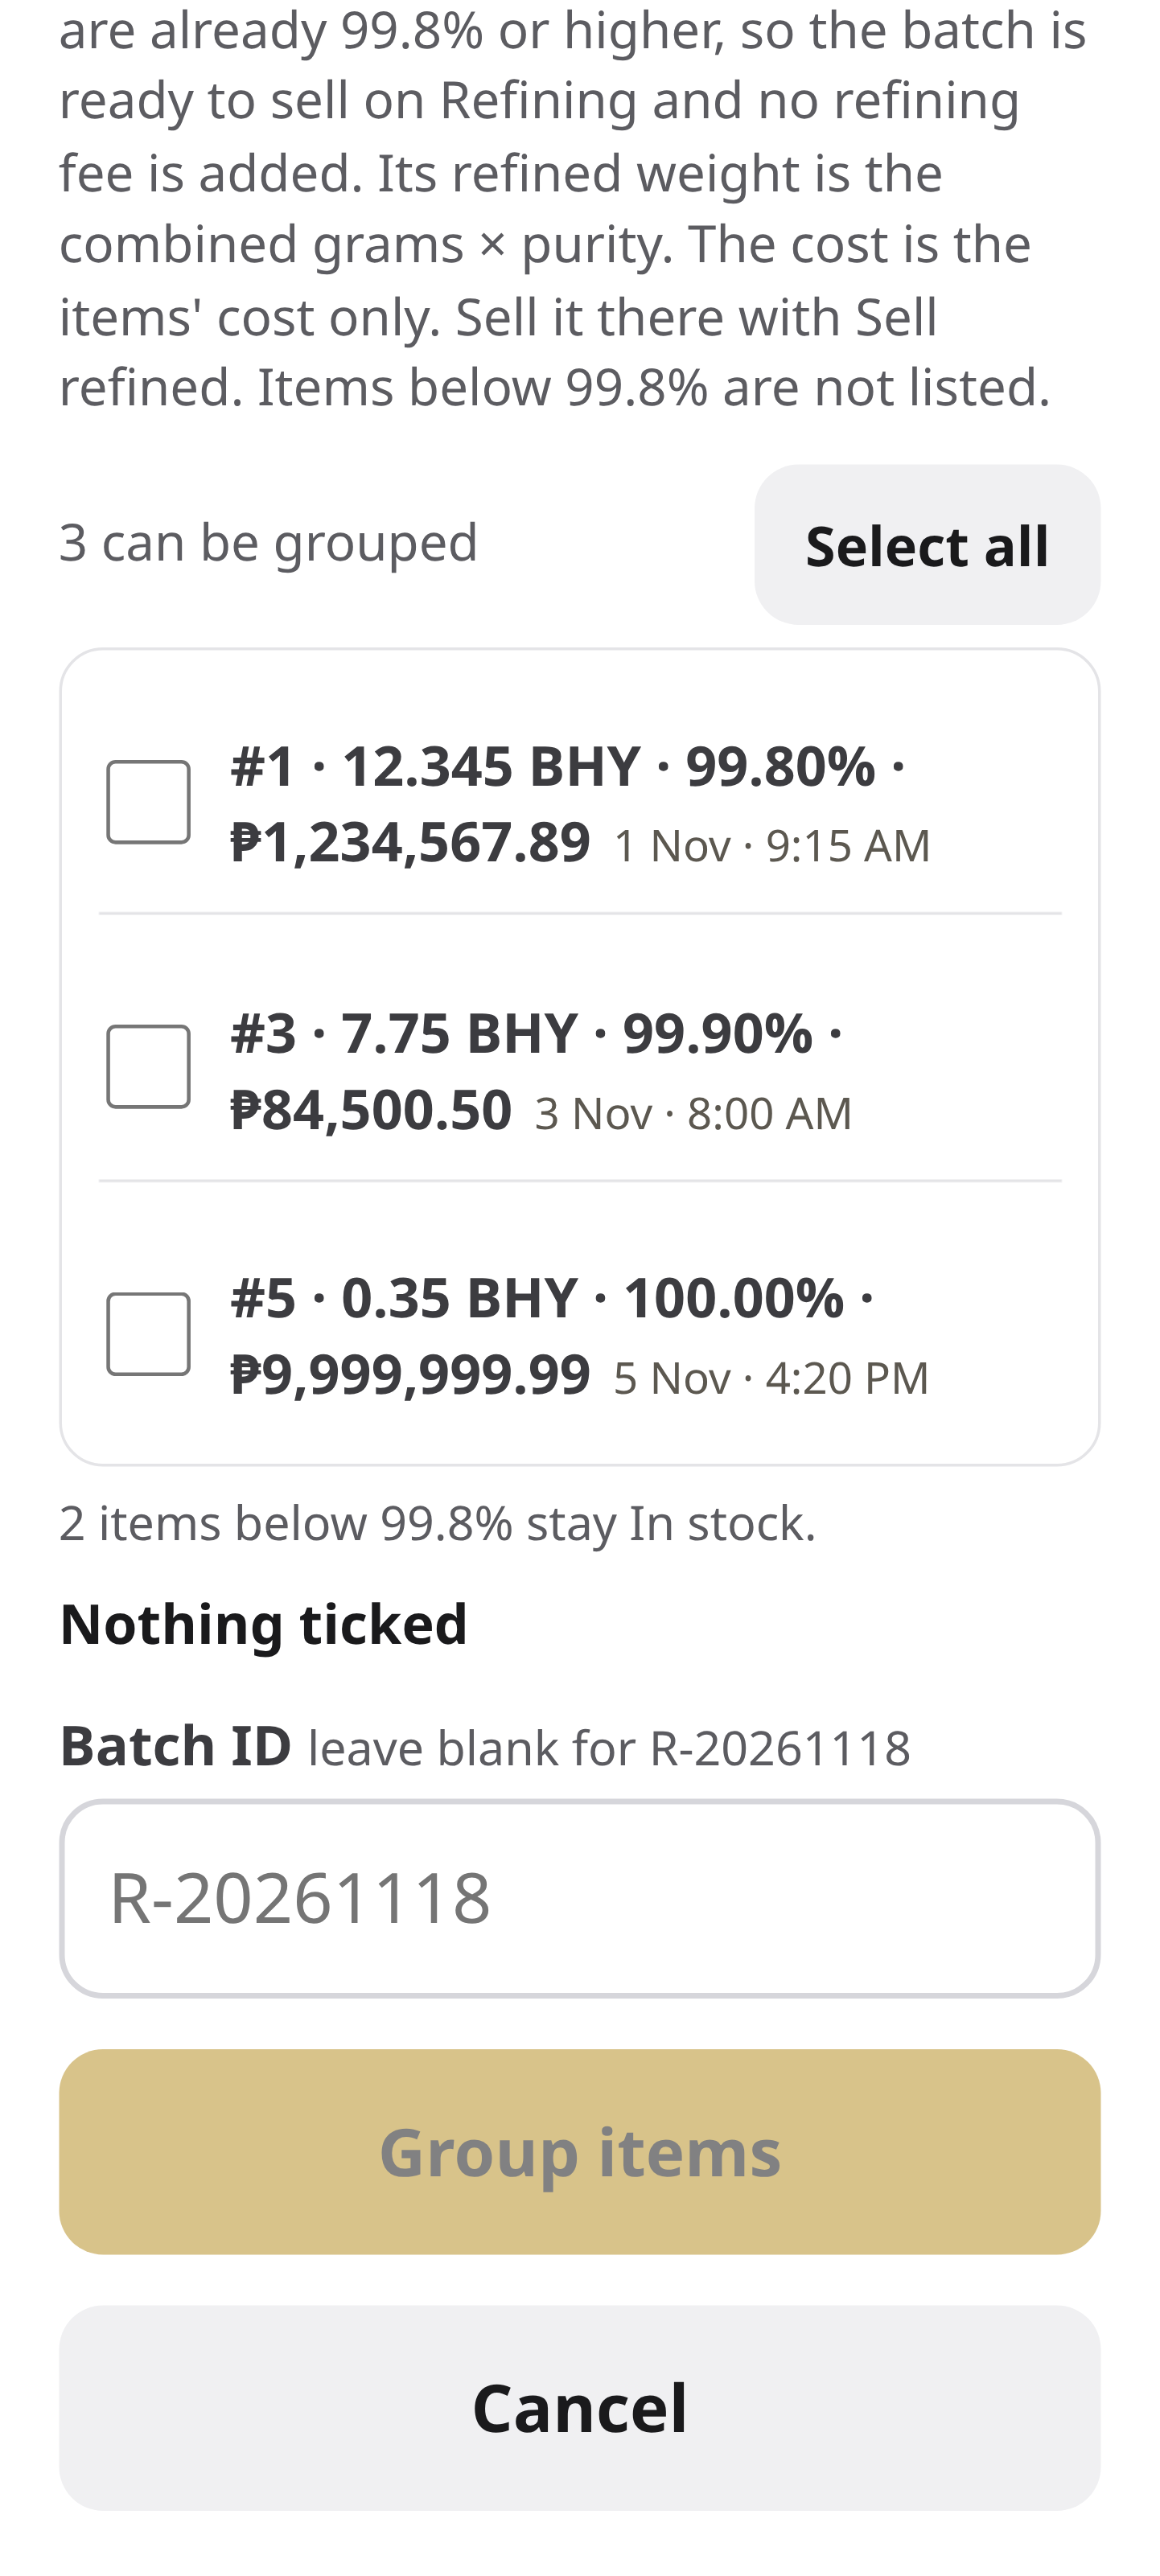 are already 99.8% or higher, so the batch is
ready to sell on Refining and no refining
fee is added. Its refined weight is the
combined grams × purity. The cost is the
items' cost only. Sell it there with Sell
refined. Items below 99.8% are not listed.
3 can be grouped
Select all
#1 · 12.345 BHY · 99.80% ·
₱1,234,567.89 1 Nov · 9:15 AM
#3 · 7.75 BHY · 99.90% ·
₱84,500.50 3 Nov · 8:00 AM
#5 · 0.35 BHY · 100.00% ·
₱9,999,999.99 5 Nov · 4:20 PM
2 items below 99.8% stay In stock.
Nothing ticked
Batch ID leave blank for R-20261118
R-20261118
Group items
Cancel